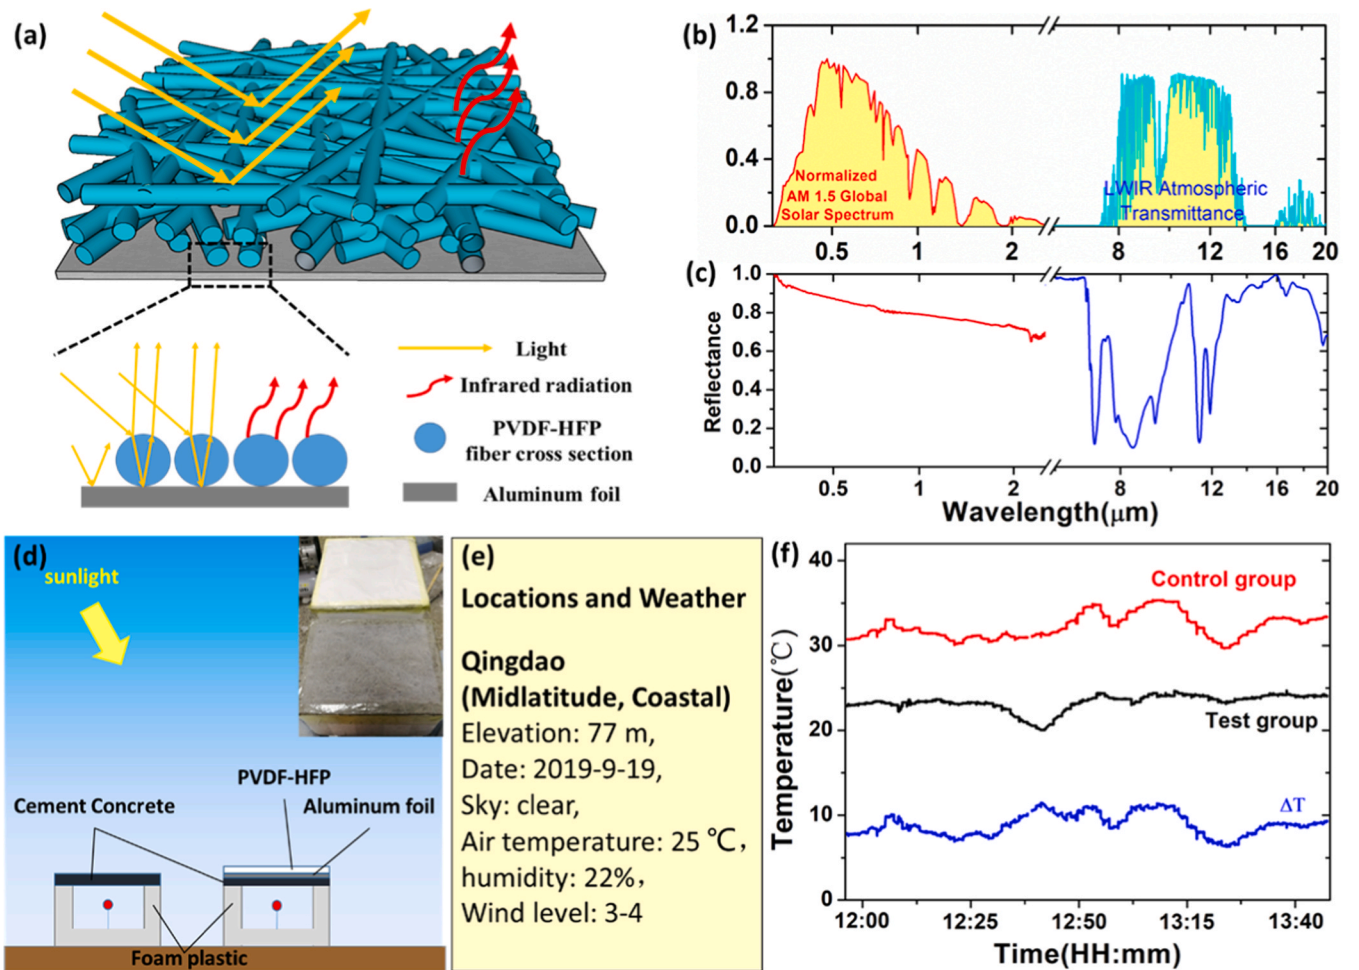 (a)
Light
Infrared radiation
PVDF-HFP
fiber cross section
Aluminum foil
(b)
1.2
0.8
0.4
0.0
Normalized
AM 1.5 Global
Solar Spectrum
LWIR Atmospheric
Transmittance
0.5
1
2
8
12
16
20
(c)
Reflectance
1.0
0.8
0.6
0.4
0.2
0.0
0.5
1
2
8
12
16
20
Wavelength(μm)
(d)
sunlight
PVDF-HFP
Cement Concrete
Aluminum foil
Foam plastic
(e)
Locations and Weather
Qingdao
(Midlatitude, Coastal)
Elevation: 77 m,
Date: 2019-9-19,
Sky: clear,
Air temperature: 25 ℃,
humidity: 22%,
Wind level: 3-4
(f)
Temperature(℃)
40
30
20
10
0
Control group
Test group
ΔT
12:00
12:25
12:50
13:15
13:40
Time(HH:mm)